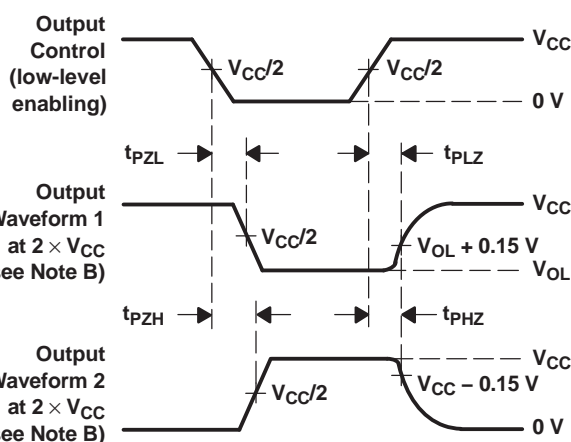 Output
Control
(low-level
enabling)
VCC/2
VCC/2
VCC
0 V
tPZL
tPLZ
Output
Waveform 1
at 2 × VCC
see Note B)
VCC/2
VCC
VOL + 0.15 V
VOL
tPZH
tPHZ
Output
Waveform 2
at 2 × VCC
see Note B)
VCC/2
VCC
VCC − 0.15 V
0 V